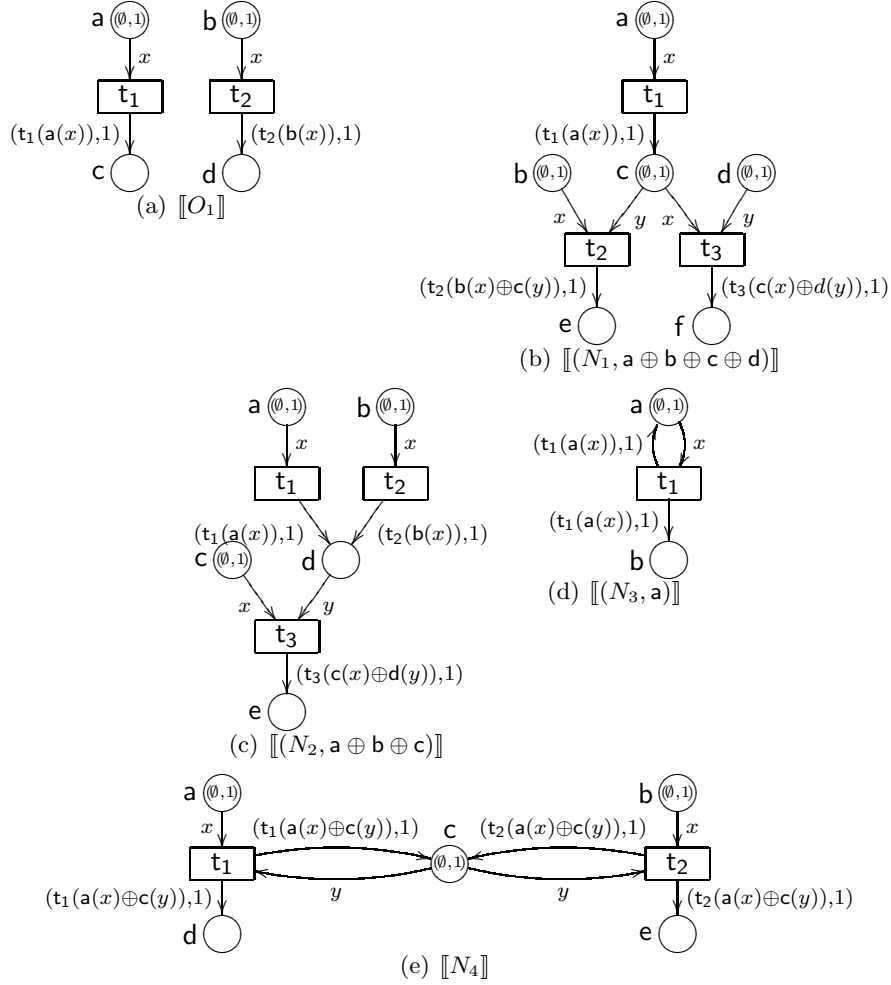 a (∅,1) b (∅,1)
x x
t₁ t₂
(t₁(a(x)),1) (t₂(b(x)),1)
c d
(a) ⟦O₁⟧
a (∅,1)
x
t₁
(t₁(a(x)),1)
b (∅,1) c (∅,1) d (∅,1)
x y x y
t₂ t₃
(t₂(b(x)⊕c(y)),1) (t₃(c(x)⊕d(y)),1)
e f
(b) ⟦(N₁, a ⊕ b ⊕ c ⊕ d)⟧
a (∅,1) b (∅,1)
x x
t₁ t₂
(t₁(a(x)),1) (t₂(b(x)),1)
c (∅,1) d
x y
t₃
(t₃(c(x)⊕d(y)),1)
e
(c) ⟦(N₂, a ⊕ b ⊕ c)⟧
a (∅,1)
(t₁(a(x)),1) x
t₁
(t₁(a(x)),1)
b
(d) ⟦(N₃, a)⟧
a (∅,1) b (∅,1)
x (t₁(a(x)⊕c(y)),1) c (t₂(a(x)⊕c(y)),1) x
t₁ (∅,1) t₂
(t₁(a(x)⊕c(y)),1) y y (t₂(a(x)⊕c(y)),1)
d e
(e) ⟦N₄⟧